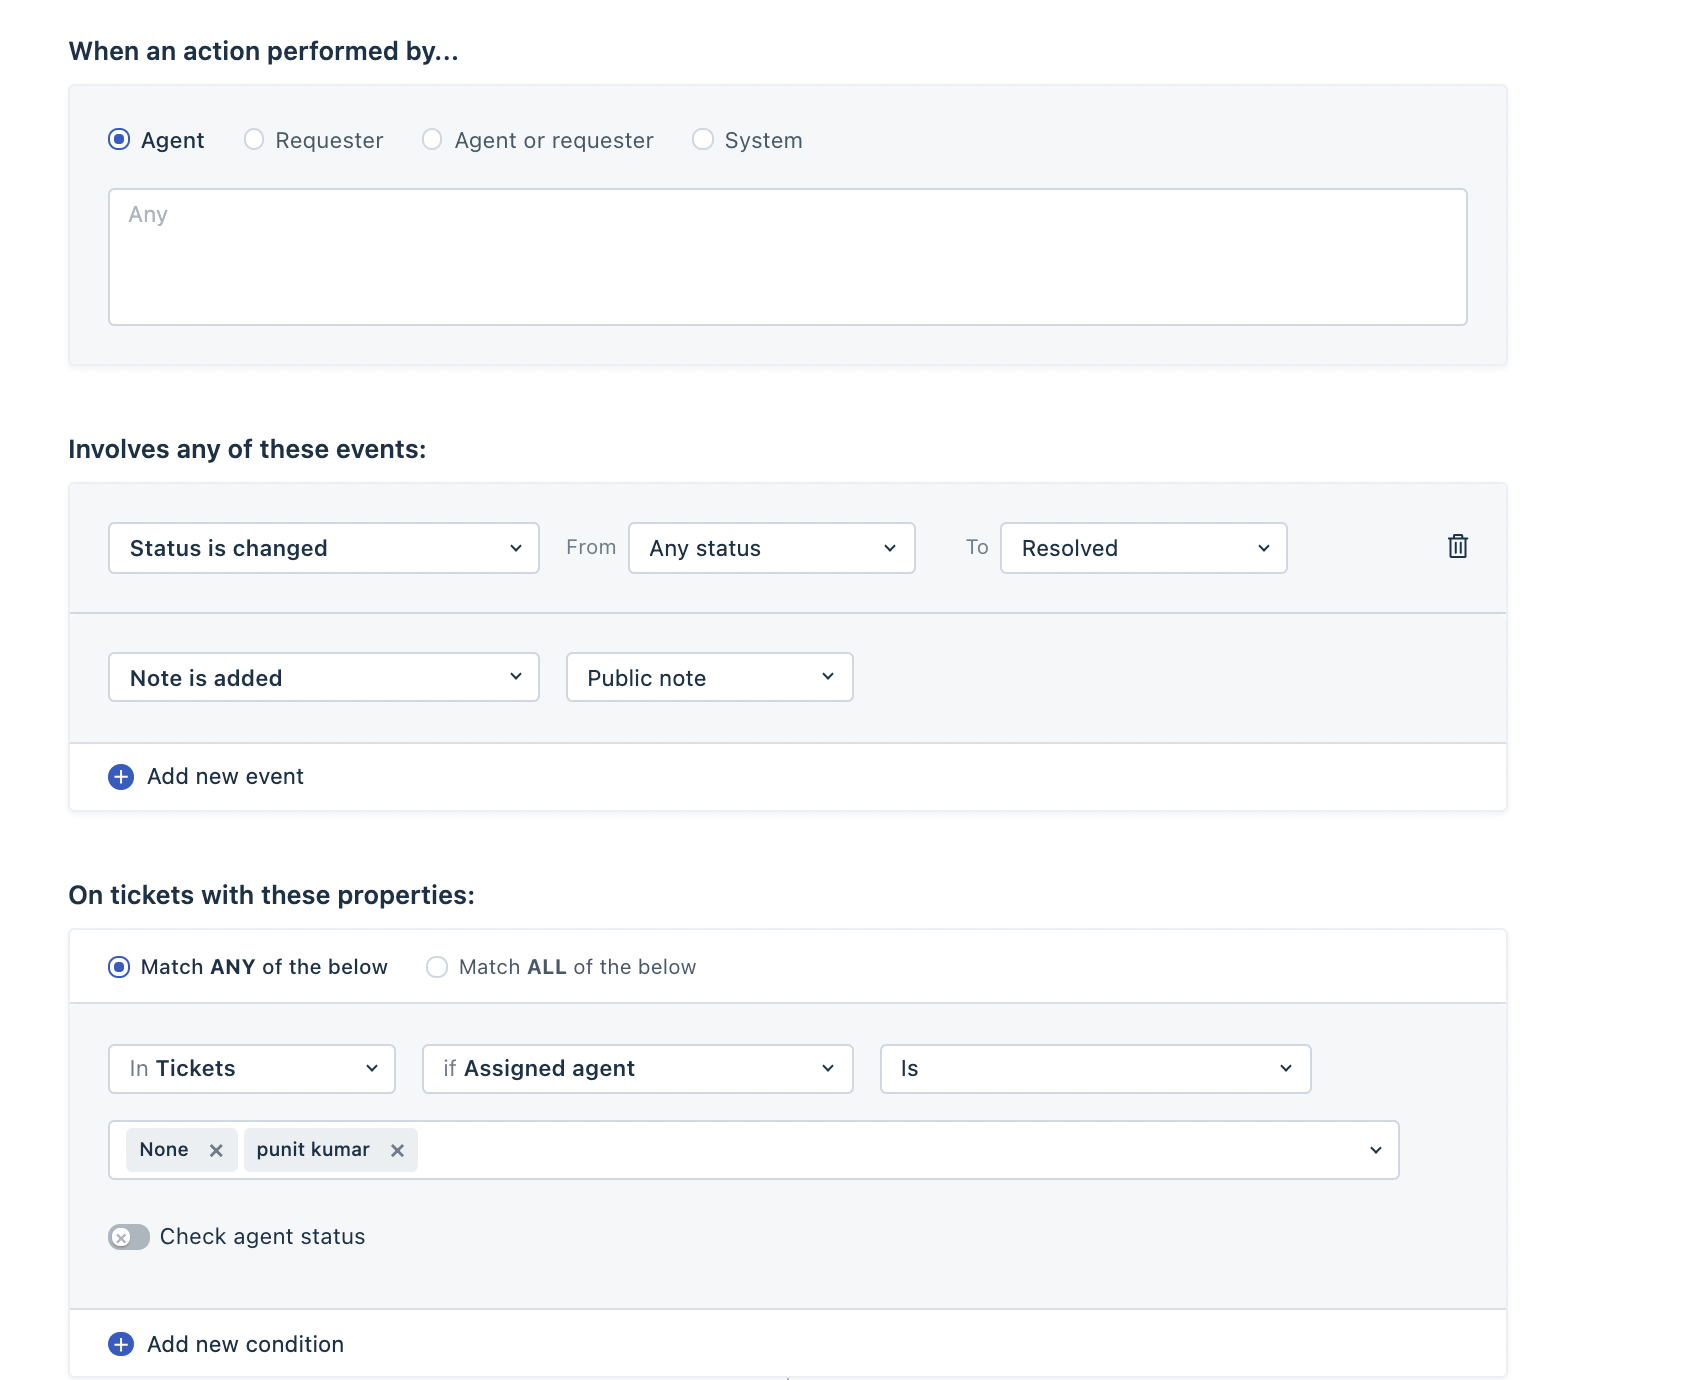 When an action performed by...
Agent Requester Agent or requester System
Any
Involves any of these events:
Status is changed From Any status To Resolved
Note is added Public note
Add new event
On tickets with these properties:
Match ANY of the below Match ALL of the below
In Tickets if Assigned agent Is
None punit kumar
Check agent status
Add new condition